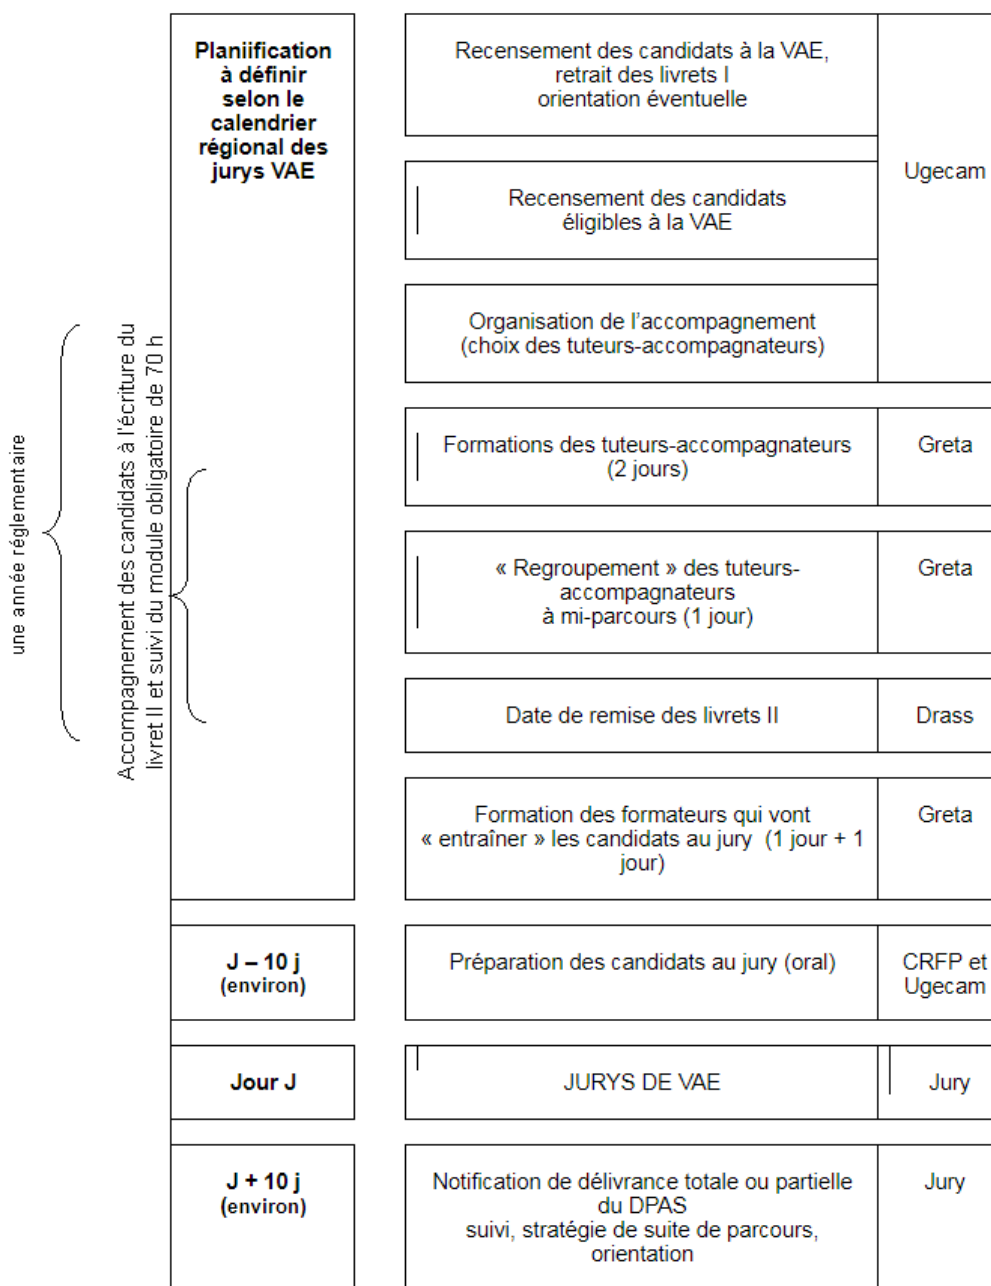 une année réglementaire
Accompagnement des candidats à l'écriture du
livret II et suivi du module obligatoire de 70 h
Planiification
à définir
selon le
calendrier
régional des
jurys VAE
Recensement des candidats à la VAE,
retrait des livrets I
orientation éventuelle
Ugecam
Recensement des candidats
éligibles à la VAE
Organisation de l'accompagnement
(choix des tuteurs-accompagnateurs)
Formations des tuteurs-accompagnateurs
(2 jours)
Greta
« Regroupement » des tuteurs-
accompagnateurs
à mi-parcours (1 jour)
Greta
Date de remise des livrets II
Drass
Formation des formateurs qui vont
« entraîner » les candidats au jury (1 jour + 1
jour)
Greta
J – 10 j
(environ)
Préparation des candidats au jury (oral)
CRFP et
Ugecam
Jour J
JURYS DE VAE
Jury
J + 10 j
(environ)
Notification de délivrance totale ou partielle
du DPAS
suivi, stratégie de suite de parcours,
orientation
Jury